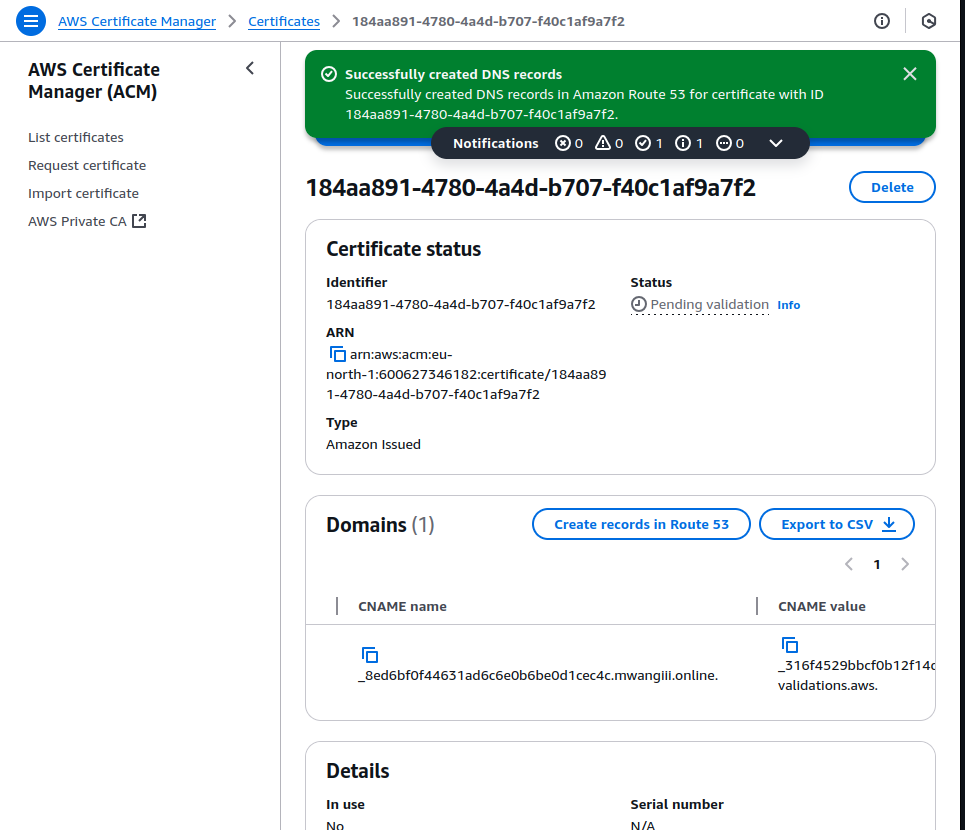 AWS Certificate Manager > Certificates > 184aa891-4780-4a4d-b707-f40c1af9a7f2
AWS Certificate
Manager (ACM)
List certificates
Request certificate
Import certificate
AWS Private CA
Successfully created DNS records
Successfully created DNS records in Amazon Route 53 for certificate with ID
184aa891-4780-4a4d-b707-f40c1af9a7f2.
Notifications 0 0 1 1 0
184aa891-4780-4a4d-b707-f40c1af9a7f2
Delete
Certificate status
Identifier
184aa891-4780-4a4d-b707-f40c1af9a7f2
Status
Pending validation Info
ARN
arn:aws:acm:eu-
north-1:600627346182:certificate/184aa89
1-4780-4a4d-b707-f40c1af9a7f2
Type
Amazon Issued
Domains (1)
Create records in Route 53
Export to CSV
1
CNAME name
CNAME value
_8ed6bf0f44631ad6c6e0b6be0d1cec4c.mwangiii.online.
_316f4529bbcf0b12f14
validations.aws.
Details
In use
No
Serial number
N/A